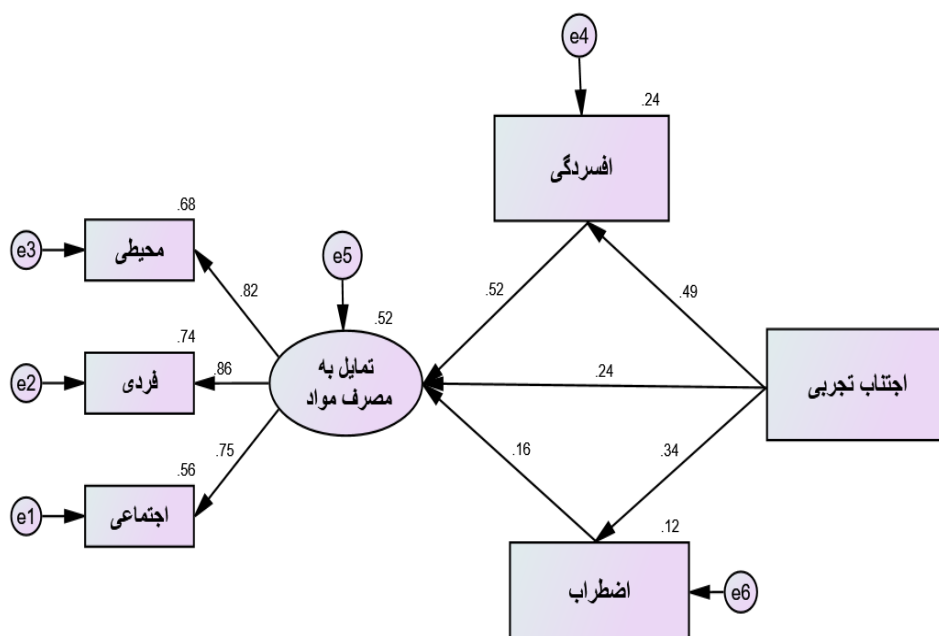 e4
.24
افسردگی
.68
e3
محیطی
e5
.82
.52
.49
.52
.74
تمایل به
مصرف مواد
e2
فردی
.86
.24
اجتناب تجربی
.75
.16
.34
.56
e1
اجتماعی
.12
اضطراب
e6